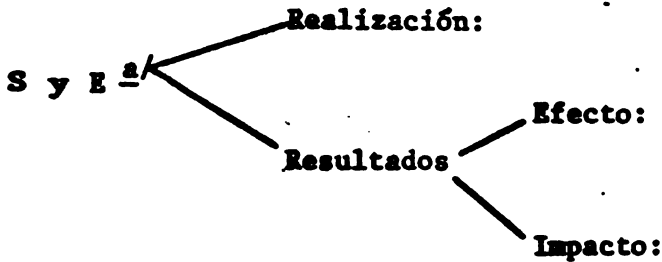 Realización:
S y E a/
Efecto:
Resultados
Impacto: